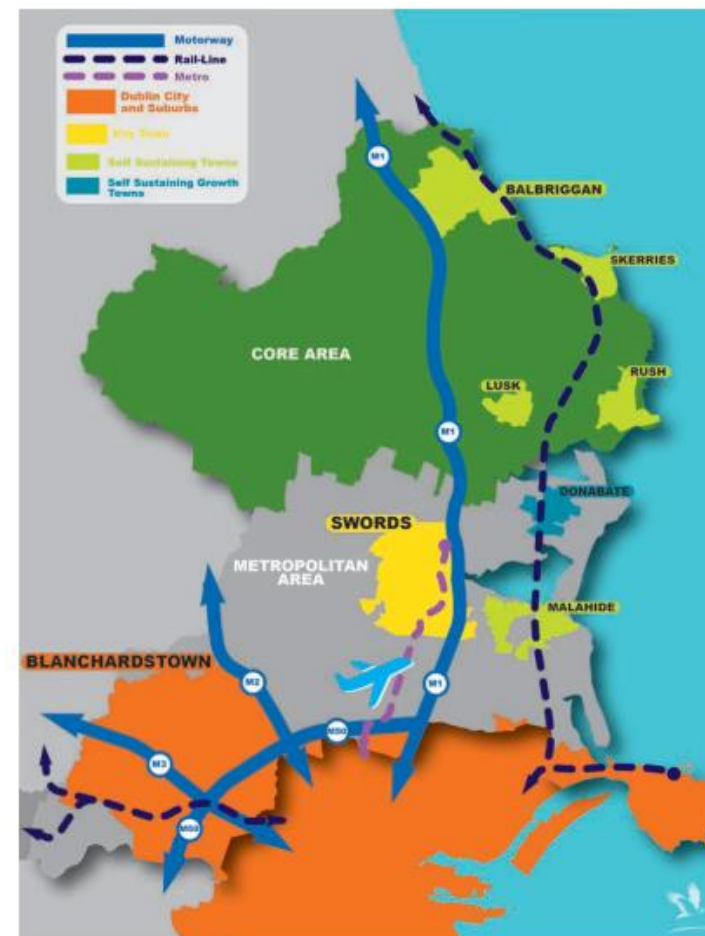 Motorway
Rail-Line
Metro
Dublin City
and Suburbs
Key Town
Self Sustaining Towns
Self Sustaining Growth
Towns
M1
BALBRIGGAN
SKERRIES
CORE AREA
LUSK
RUSH
M1
DONABATE
SWORDS
METROPOLITAN
AREA
MALAHIDE
BLANCHARDSTOWN
M2
M1
M50
M3
M50